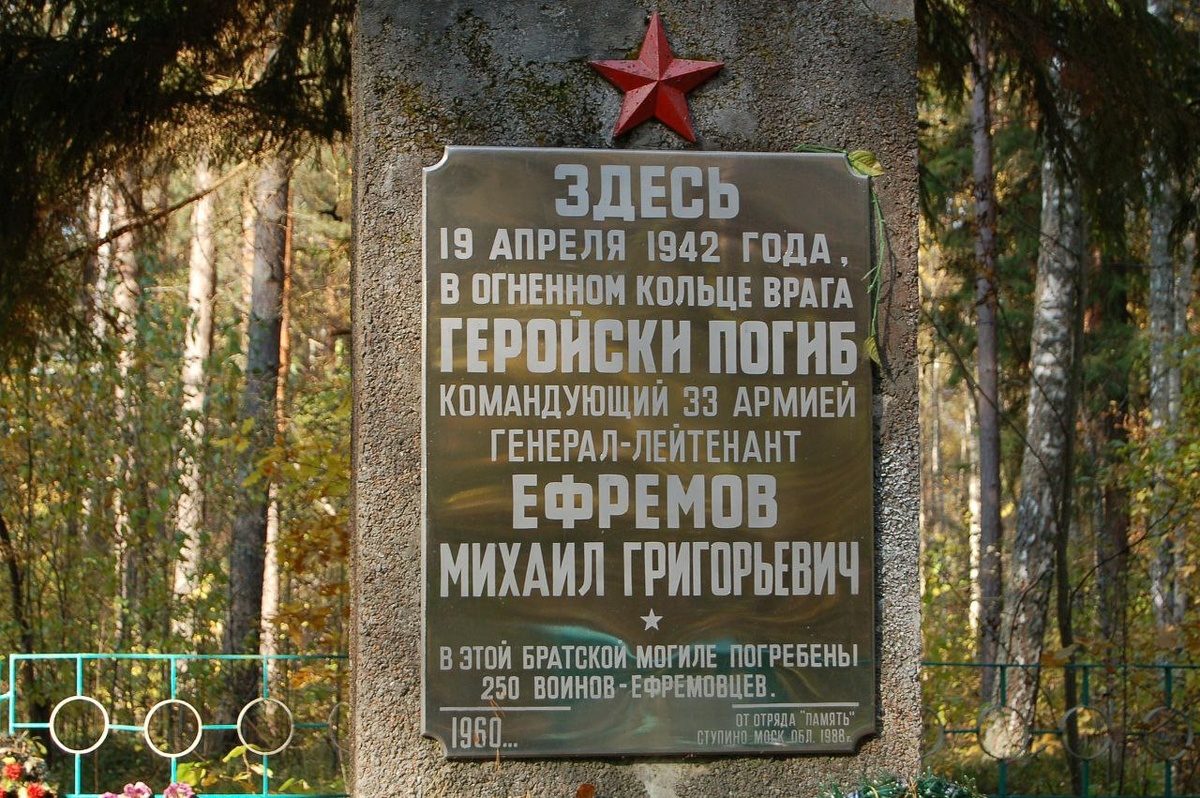 ЗДЕСЬ
19 АПРЕЛЯ 1942 ГОДА,
В ОГНЕННОМ КОЛЬЦЕ ВРАГА
ГЕРОЙСКИ ПОГИБ
КОМАНДУЮЩИЙ 33 АРМИЕЙ
ГЕНЕРАЛ-ЛЕЙТЕНАНТ
ЕФРЕМОВ
МИХАИЛ ГРИГОРЬЕВИЧ
В ЭТОЙ БРАТСКОЙ МОГИЛЕ ПОГРЕБЕНЫ
250 ВОИНОВ-ЕФРЕМОВЦЕВ.
1960...
ОТ ОТРЯДА "ПАМЯТЬ"
СТУПИНО МОСК. ОБЛ. 1988г.